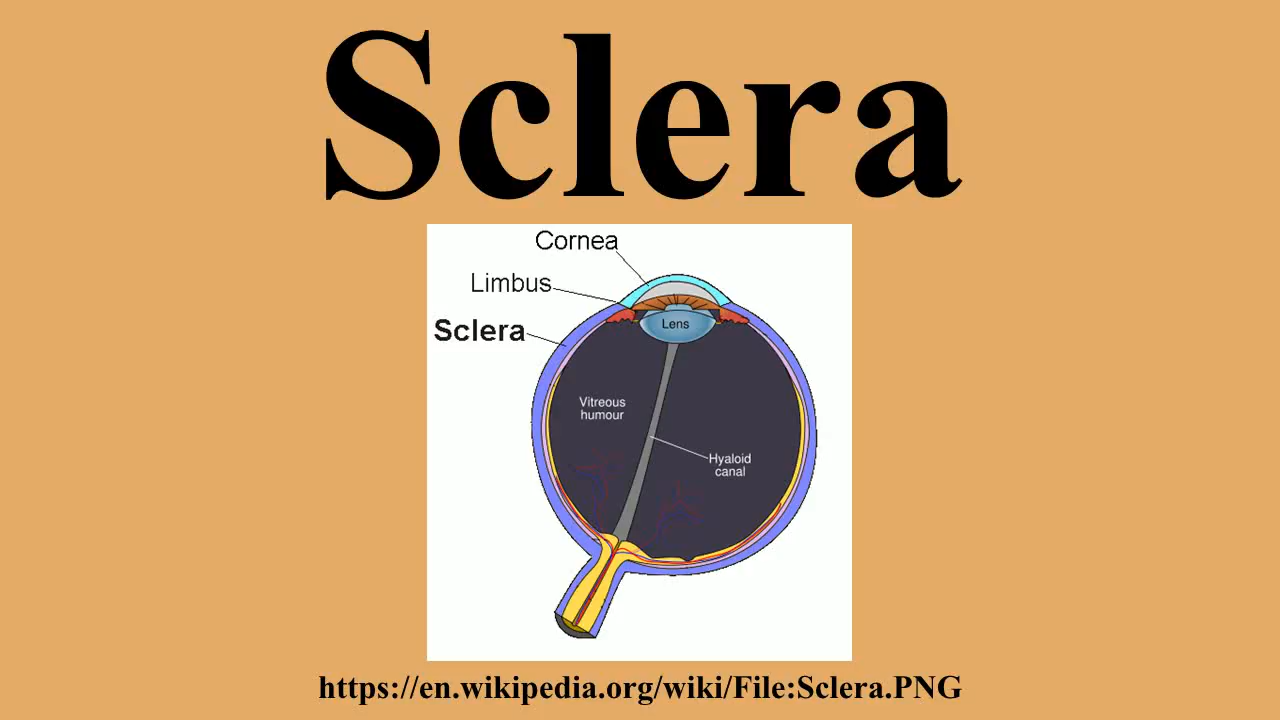 Sclera
Cornea
Limbus
Sclera
Lens
Vitreous
humour
Hyaloid
canal
https://en.wikipedia.org/wiki/File:Sclera.PNG